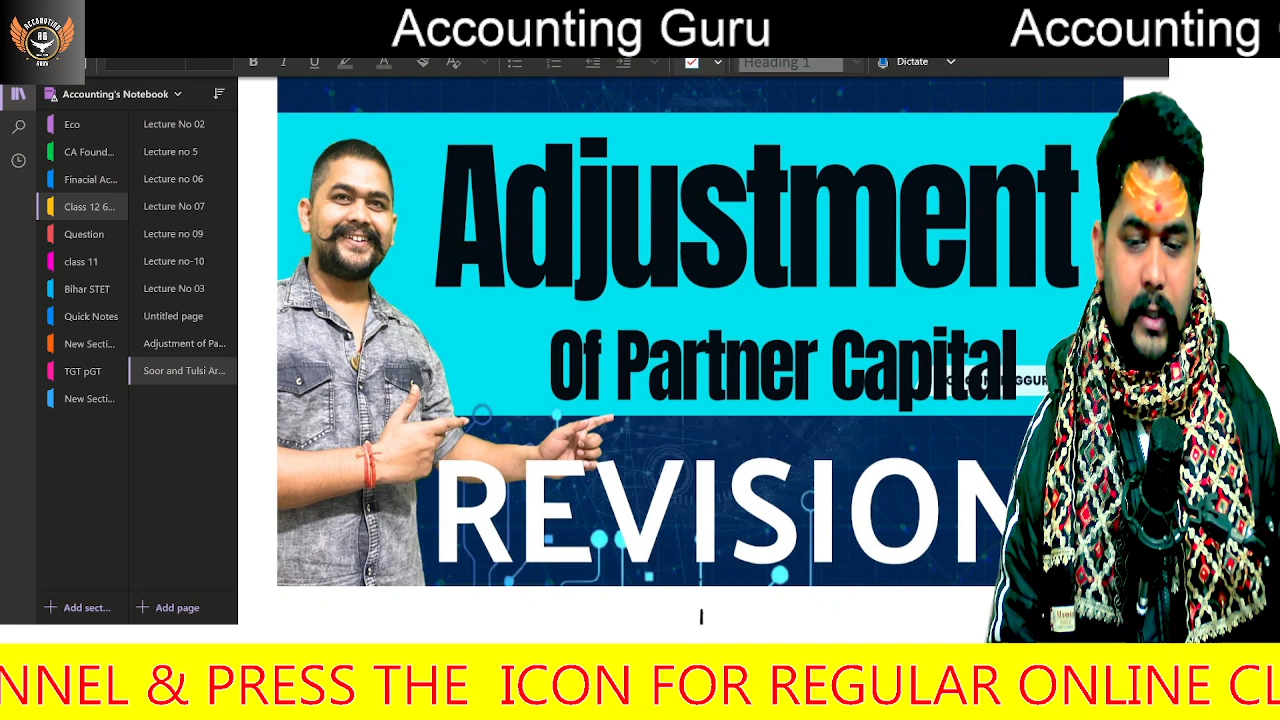 Accounting Guru
Accounting
ACCOUNTING
AG
GURU
B I U A
Heading 1
Dictate
Accounting's Notebook
Eco
CA Found...
Finacial Ac...
Class 12 6...
Question
class 11
Bihar STET
Quick Notes
New Secti...
TGT pGT
New Secti...
Add sect...
Lecture No 02
Lecture no 5
Lecture no 06
Lecture No 07
Lecture no 09
Lecture no-10
Lecture No 03
Untitled page
Adjustment of Pa...
Soor and Tulsi Ar...
Add page
Adjustment
Of Partner Capital
REVISION
NNEL & PRESS THE ICON FOR REGULAR ONLINE CL